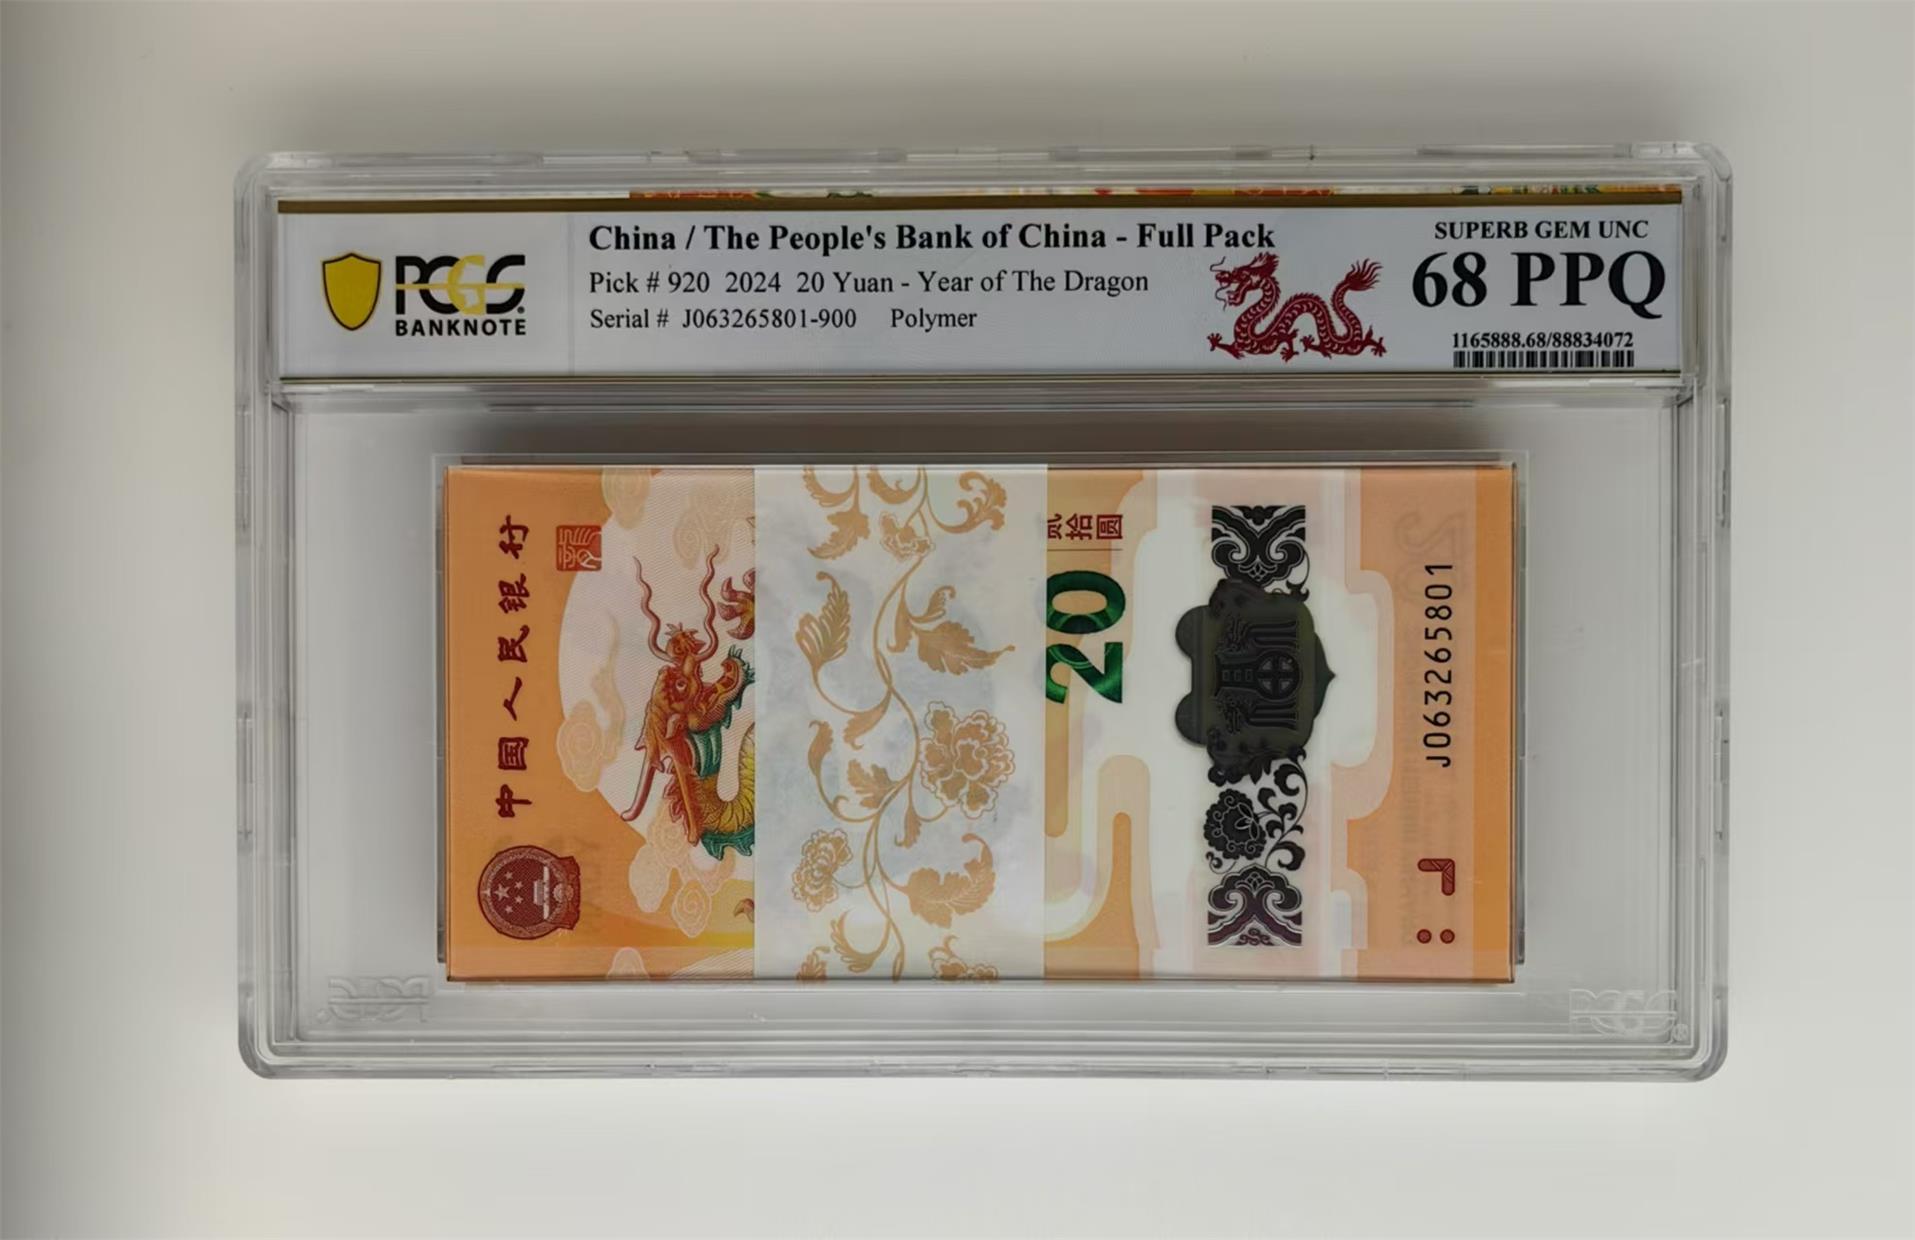 China / The People's Bank of China - Full Pack
Pick # 920 2024 20 Yuan - Year of The Dragon
Serial # J063265801-900 Polymer
PCGS
BANKNOTE
SUPERB GEM UNC
68 PPQ
1165888.68/88834072
中国人民银行
贰拾圆
20
J063265801
PCGS
PCGS